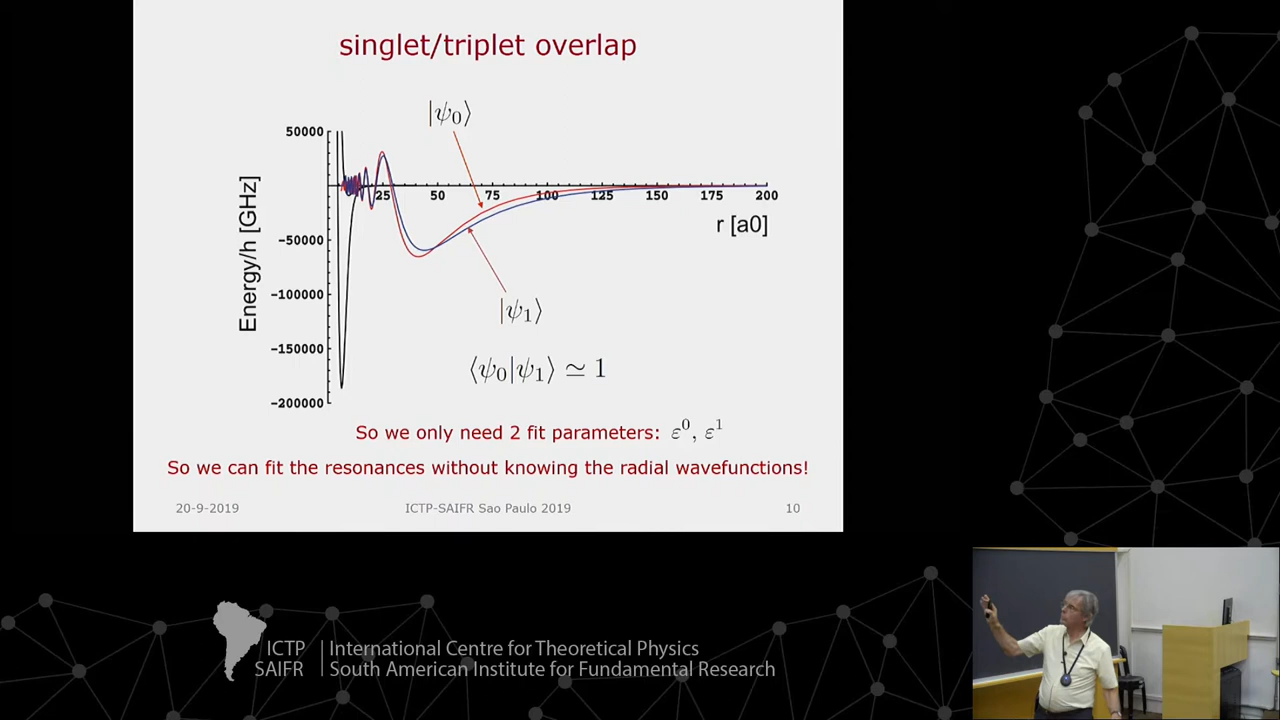 singlet/triplet overlap
|ψ₀⟩
50000
25 50 75 100 125 150 175 200
r [a0]
Energy/h [GHz]
−50000
−100000
−150000
−200000
|ψ₁⟩
⟨ψ₀|ψ₁⟩ ≃ 1
So we only need 2 fit parameters: ε⁰, ε¹
So we can fit the resonances without knowing the radial wavefunctions!
20-9-2019 ICTP-SAIFR Sao Paulo 2019 10
ICTP | International Centre for Theoretical Physics
SAIFR | South American Institute for Fundamental Research